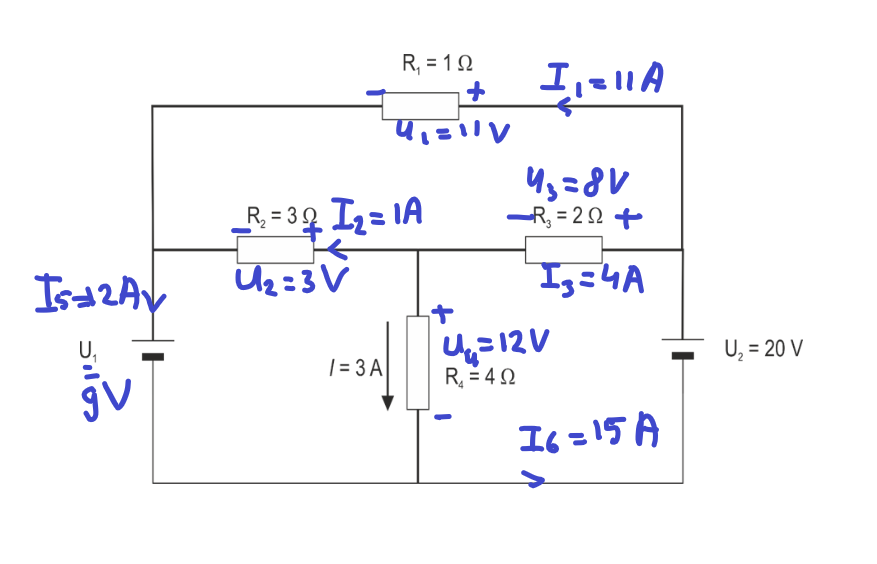 R₁ = 1 Ω
I₁ = 11 A
- +
u₁ = 11 V
u₃ = 8 V
R₂ = 3 Ω
I₂ = 1A
- R₃ = 2 Ω +
- +
u₂ = 3 V
I₃ = 4 A
I₅ = 12 A
+
U₁
= 9 V
I = 3 A
u₄ = 12 V
R₄ = 4 Ω
U₂ = 20 V
-
I6 = 15 A